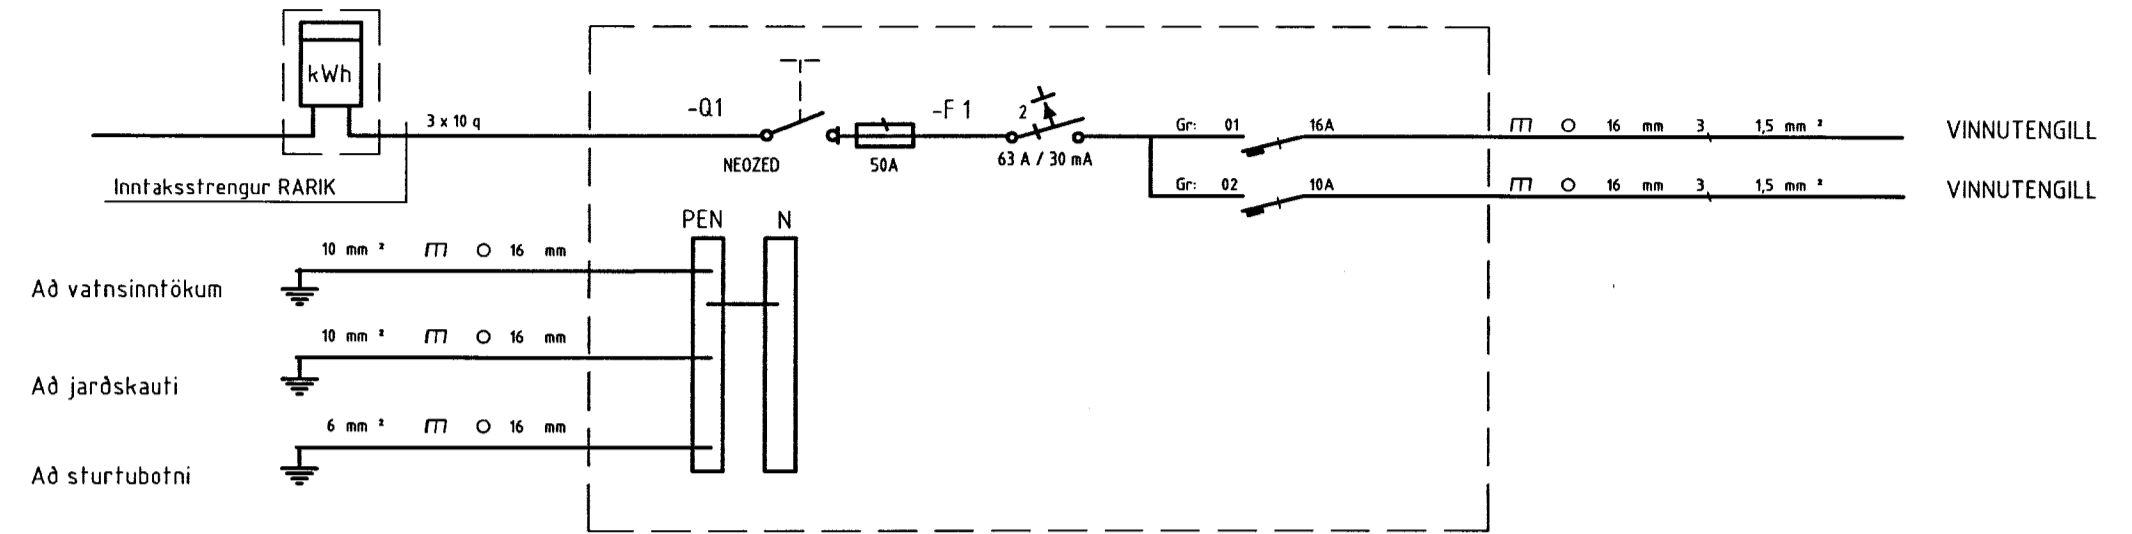 kWh
3 x 10 q
Inntaksstrengur RARIK
-Q1
NEOZED
50A
-F 1
2
63 A / 30 mA
Gr: 01 16A 16 mm 3 1,5 mm ² VINNUTENGILL
Gr: 02 10A 16 mm 3 1,5 mm ² VINNUTENGILL
PEN N
10 mm ² 16 mm
Að vatnsinntökum
10 mm ² 16 mm
Að jarðskauti
6 mm ² 16 mm
Að sturtubotni